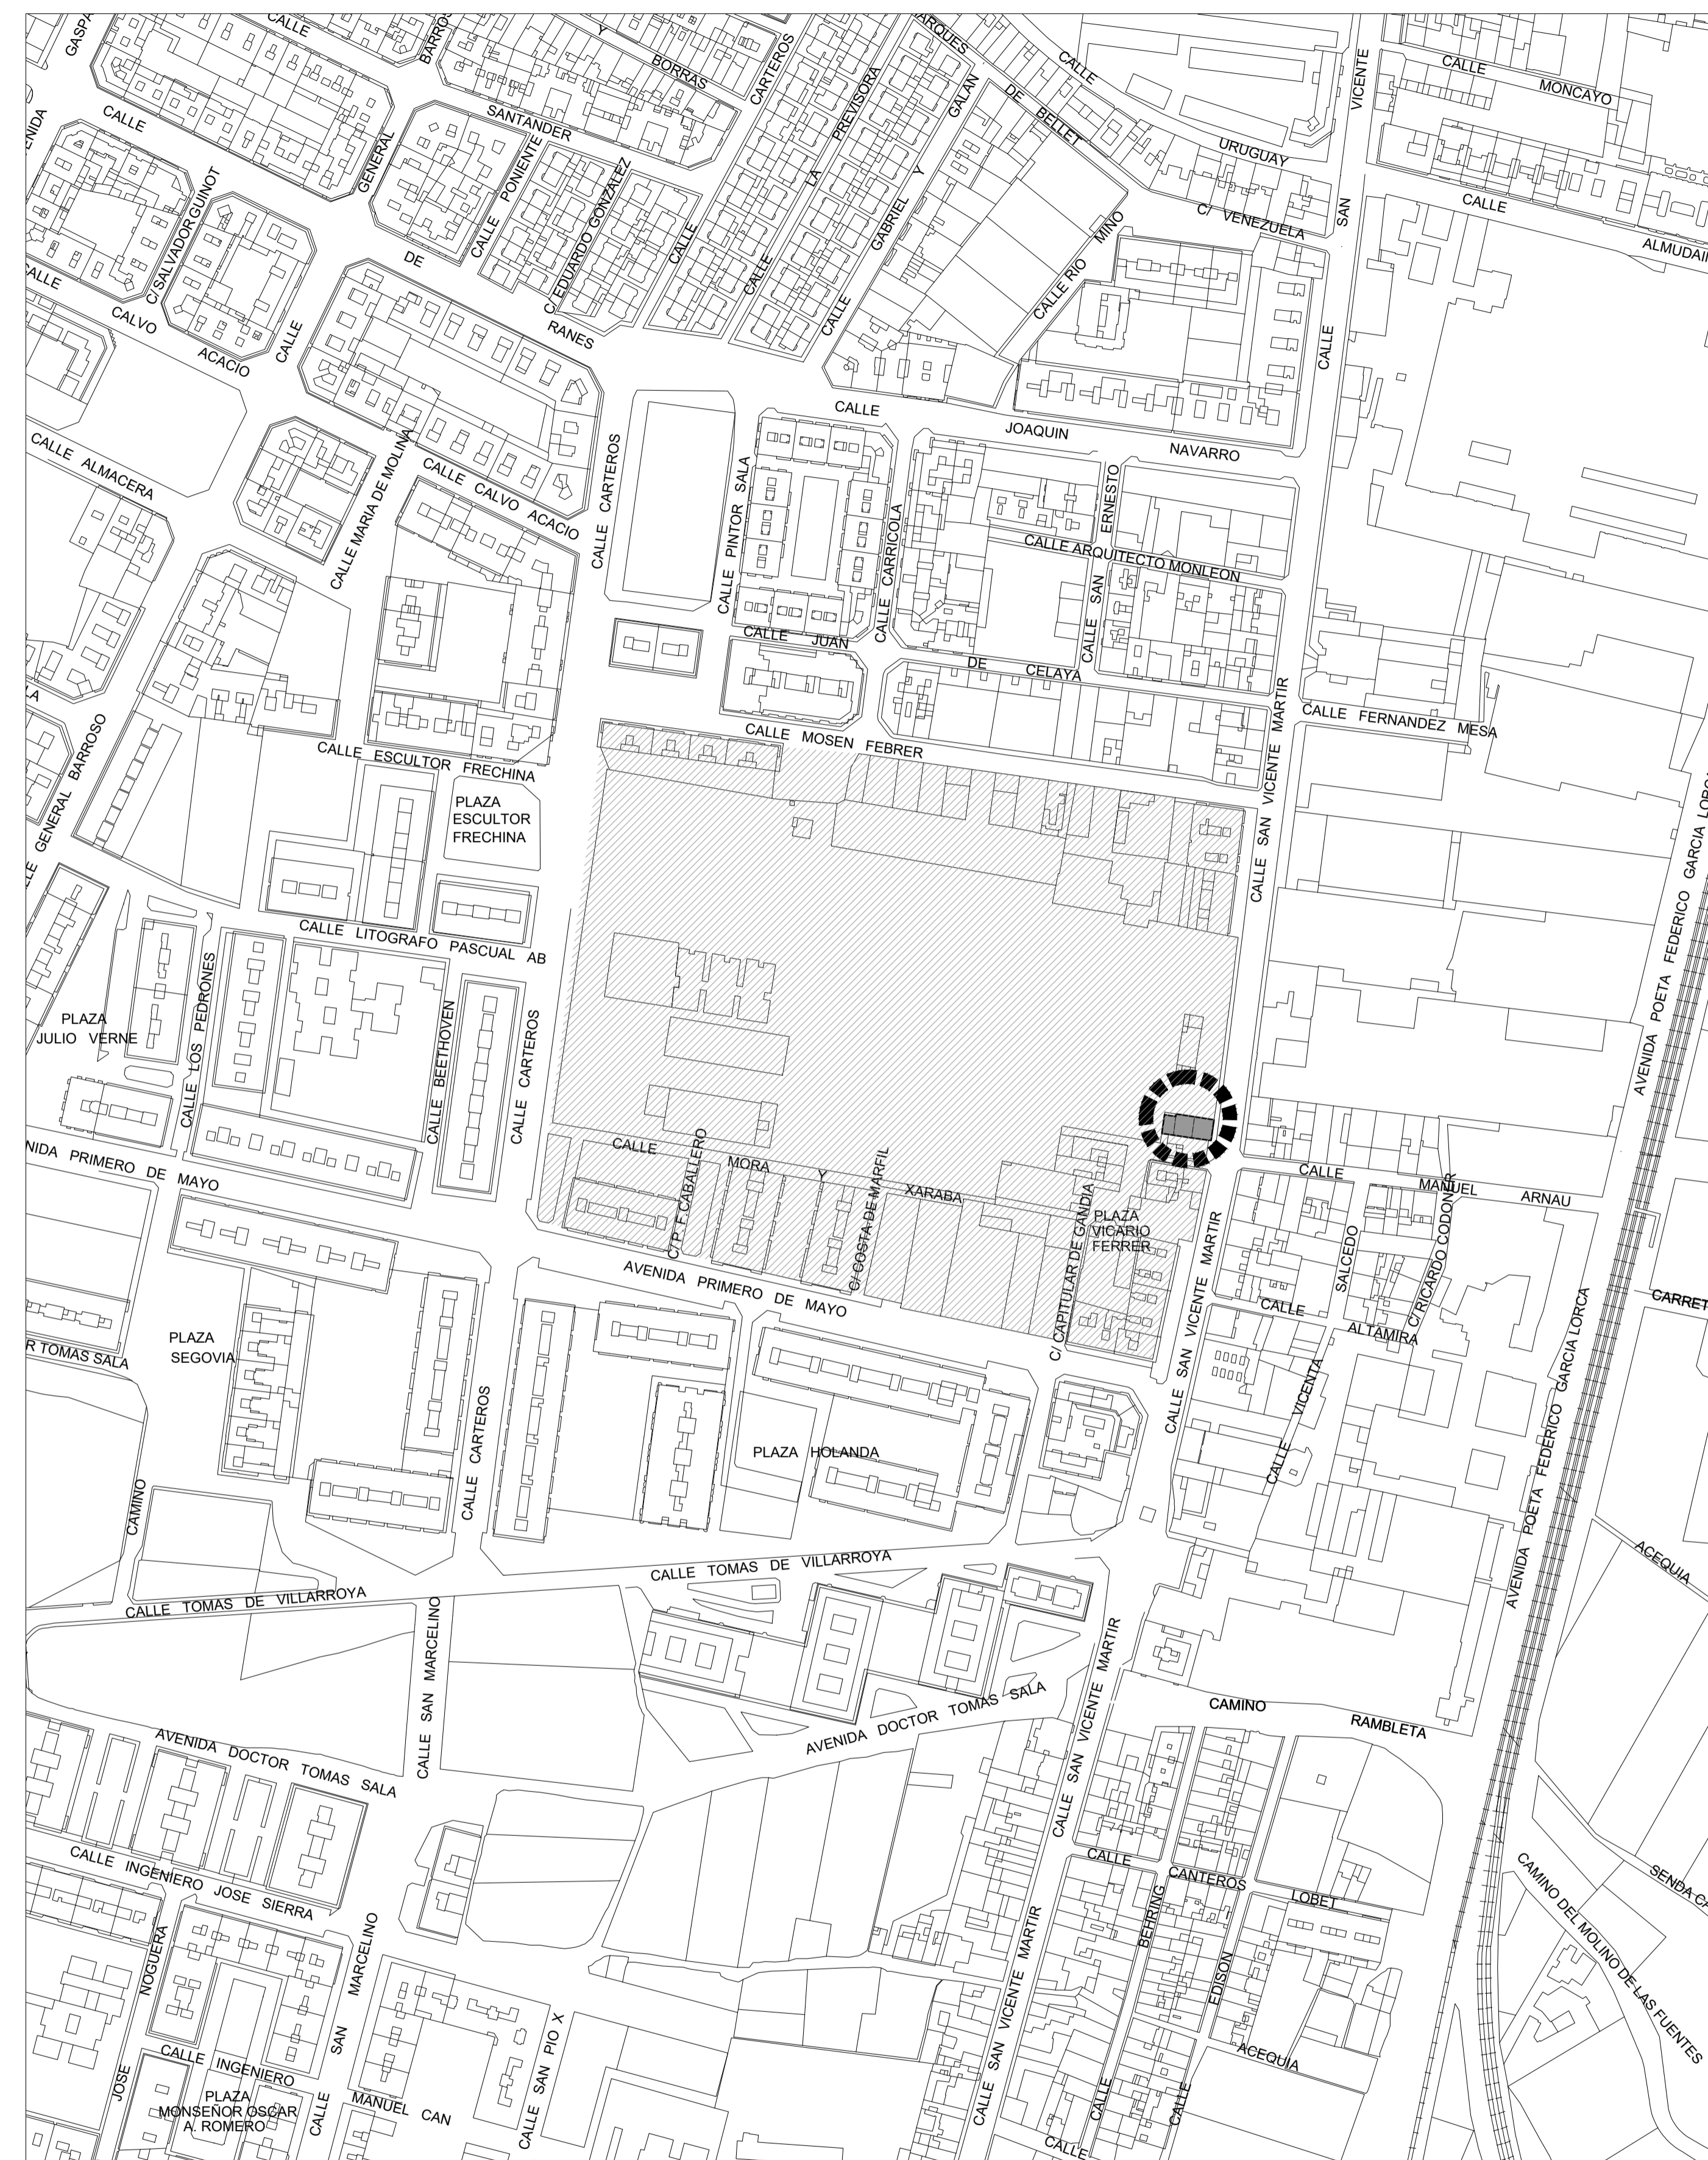 CALLE
BARROS
Y
BORRAS
CARTEROS
CALLE
VICENTE
CALLE
MONCAYO
DE BELLET
GALAN
Y
GABRIEL
CALLE
LA PREVISORA
CALLE
CALLE
SANTANDER
CALLE
GENERAL
CALLE PONIENTE
C/ EDUARDO GONZALEZ
URUGUAY
C/ VENEZUELA
SAN
CALLE
CALLE
C/SALVADOR GUINOT
DE
RANES
CALLE RIO MINO
CALVO
ACACIO
CALLE
CALLE
JOAQUIN
NAVARRO
CALLE ALMACERA
CALLE MARIA DE MOLINA
CALLE CALVO ACACIO
CALLE CARTEROS
CALLE PINTOR SALA
CALLE CARRICOLA
CALLE SAN ERNESTO
CALLE ARQUITECTO MONLEON
CALLE JUAN
DE CELAYA
CALLE FERNANDEZ MESA
CALLE MOSEN FEBRER
CALLE SAN VICENTE MARTIR
GENERAL BARROSO
CALLE ESCULTOR FRECHINA
PLAZA
ESCULTOR
FRECHINA
CALLE LITOGRAFO PASCUAL AB
AVENIDA POETA FEDERICO GARCIA LORCA
PLAZA
JULIO VERNE
CALLE LOS PEDRONES
CALLE BEETHOVEN
CALLE CARTEROS
NIDA PRIMERO DE MAYO
CALLE MORA Y XARABA
C/ P F CABALLERO
C/ COSTA DE MARFIL
C/ CAPITULAR DE GANDIA
PLAZA
VICARIO
FERRER
CALLE MANUEL ARNAU
CALLE SAN VICENTE MARTIR
SALCEDO
C/ RICARDO CODONER
CALLE ALTAMIRA
CARRET
AVENIDA PRIMERO DE MAYO
R TOMAS SALA
PLAZA
SEGOVIA
CALLE CARTEROS
PLAZA HOLANDA
CALLE VICENTA
AVENIDA POETA FEDERICO GARCIA LORCA
CAMINO
ACEQUIA
CALLE TOMAS DE VILLARROYA
CALLE TOMAS DE VILLARROYA
CALLE SAN MARCELINO
CALLE SAN VICENTE MARTIR
CAMINO RAMBLETA
AVENIDA DOCTOR TOMAS SALA
AVENIDA DOCTOR TOMAS SALA
CALLE INGENIERO JOSE SIERRA
CALLE CANTEROS LOBET
CAMINO DEL MOLINO DE LAS FUENTES
BEHRING
EDISON
CALLE SAN VICENTE MARTIR
NOGUERA
JOSE
MARCELINO
SAN
CALLE
CALLE SAN PIO X
CALLE INGENIERO
MANUEL CAN
PLAZA
MONSEÑOR OSCAR
A. ROMERO
ACEQUIA
CALLE
CALLE
CALLE